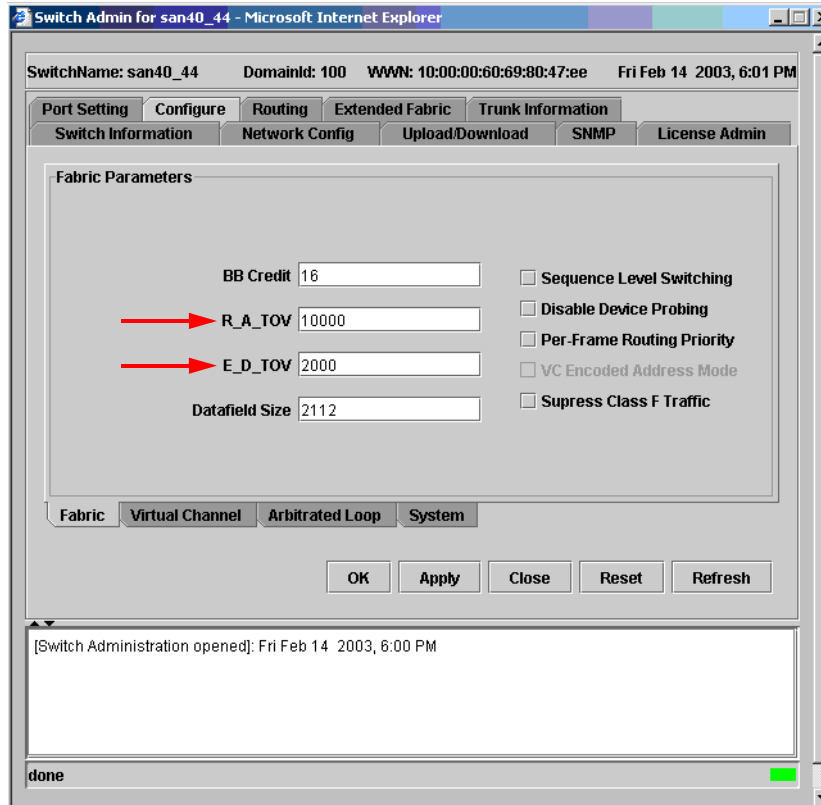 Switch Admin for san40_44 - Microsoft Internet Explorer
SwitchName: san40_44 DomainId: 100 WWN: 10:00:00:60:69:80:47:ee Fri Feb 14 2003, 6:01 PM
Port Setting Configure Routing Extended Fabric Trunk Information
Switch Information Network Config Upload/Download SNMP License Admin
Fabric Parameters
BB Credit 16
R_A_TOV 10000
E_D_TOV 2000
Datafield Size 2112
Sequence Level Switching
Disable Device Probing
Per-Frame Routing Priority
VC Encoded Address Mode
Supress Class F Traffic
Fabric Virtual Channel Arbitrated Loop System
OK Apply Close Reset Refresh
[Switch Administration opened]: Fri Feb 14 2003, 6:00 PM
done